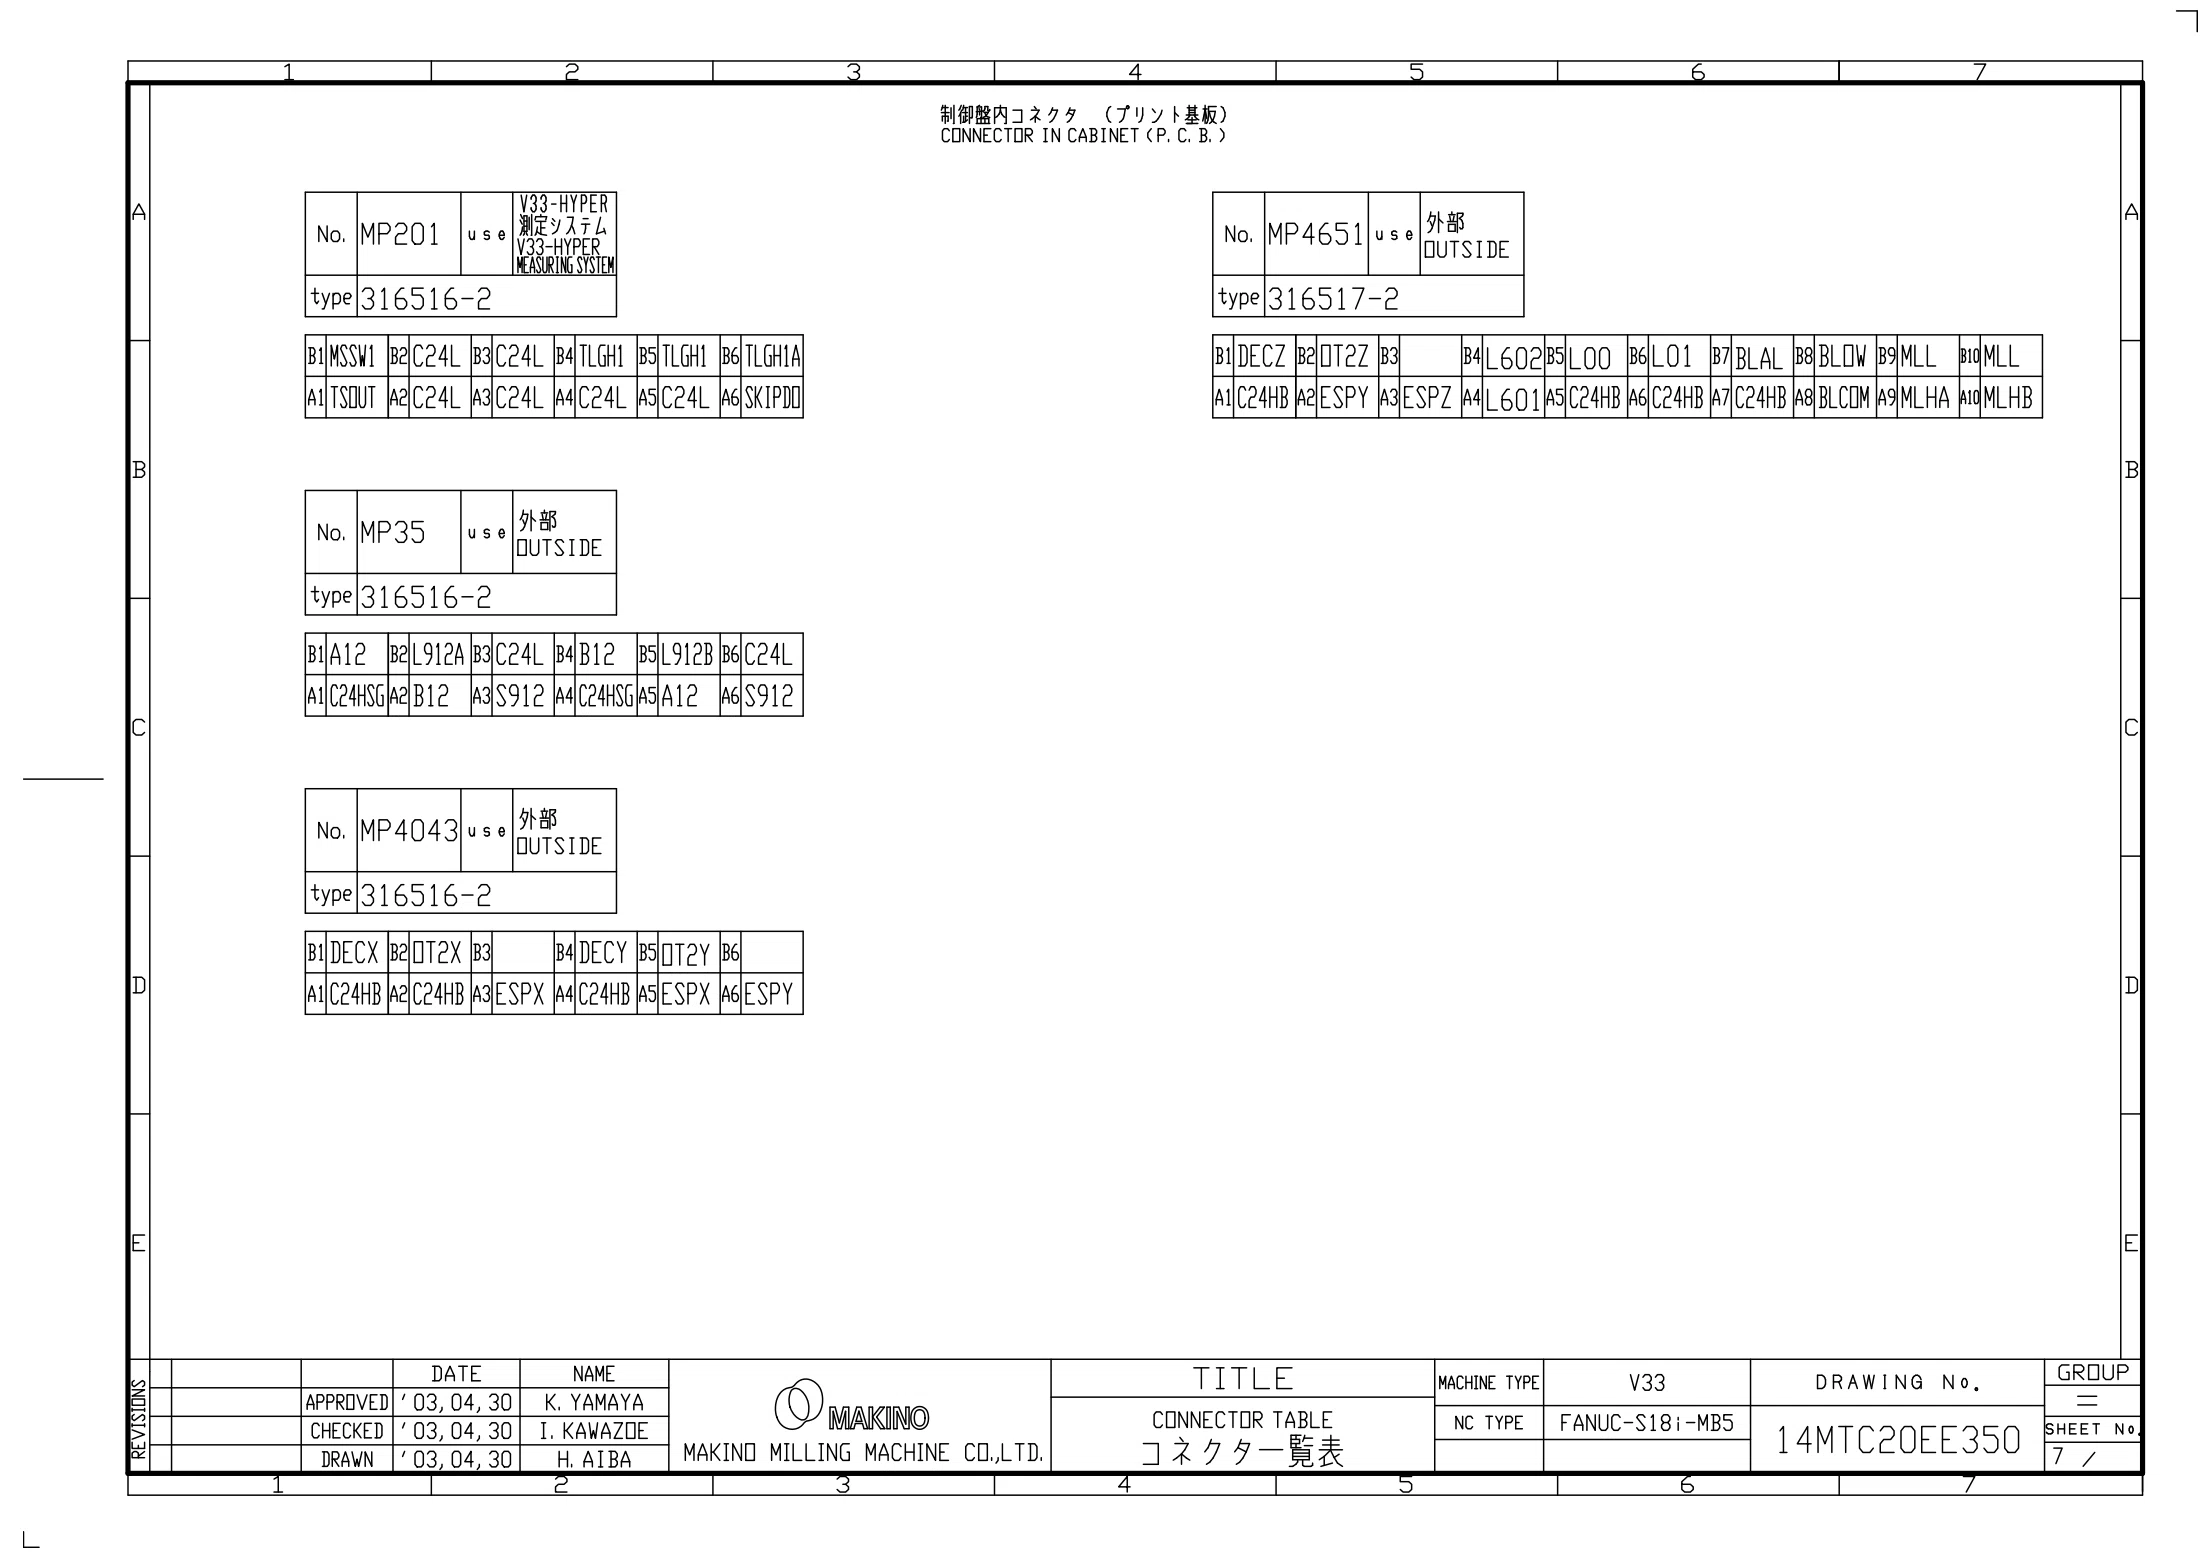 1 2 3 4 5 6 7
制御盤内コネクタ （プリント基板）
CONNECTOR IN CABINET (P. C. B. )
A A
No. MP201 use V33-HYPER
測定システム
V33-HYPER
MEASURING SYSTEM
type 316516-2
B1 MSSW1 B2 C24L B3 C24L B4 TLGH1 B5 TLGH1 B6 TLGH1A
A1 TSOUT A2 C24L A3 C24L A4 C24L A5 C24L A6 SKIPDO
No. MP4651 use 外部
OUTSIDE
type 316517-2
B1 DECZ B2 OT2Z B3 B4 L602 B5 L00 B6 L01 B7 BLAL B8 BLOW B9 MLL B10 MLL
A1 C24HB A2 ESPY A3 ESPZ A4 L601 A5 C24HB A6 C24HB A7 C24HB A8 BLCOM A9 MLHA A10 MLHB
B B
No. MP35 use 外部
OUTSIDE
type 316516-2
B1 A12 B2 L912A B3 C24L B4 B12 B5 L912B B6 C24L
A1 C24HSG A2 B12 A3 S912 A4 C24HSG A5 A12 A6 S912
C C
No. MP4043 use 外部
OUTSIDE
type 316516-2
B1 DECX B2 OT2X B3 B4 DECY B5 OT2Y B6
A1 C24HB A2 C24HB A3 ESPX A4 C24HB A5 ESPX A6 ESPY
D D
E E
REVISIONS
DATE NAME
APPROVED '03,04,30 K. YAMAYA
CHECKED '03,04,30 I. KAWAZOE
DRAWN '03,04,30 H. AIBA
MAKINO
MAKINO MILLING MACHINE CO.,LTD.
TITLE
CONNECTOR TABLE
コネクタ一覧表
MACHINE TYPE V33
NC TYPE FANUC-S18i-MB5
DRAWING No.
14MTC20EE350
GROUP
=
SHEET No.
7 /
1 2 3 4 5 6 7